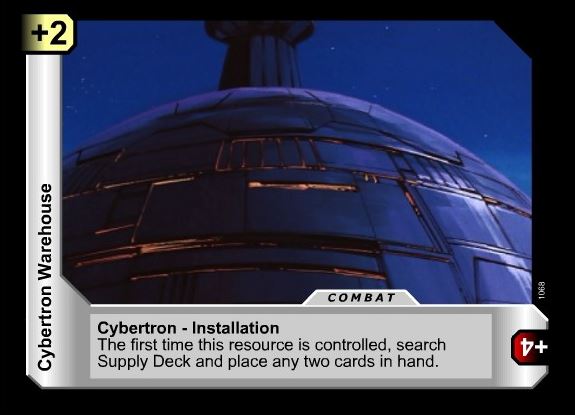 +2
Cybertron Warehouse
COMBAT
1068
Cybertron - Installation
The first time this resource is controlled, search
Supply Deck and place any two cards in hand.
+4